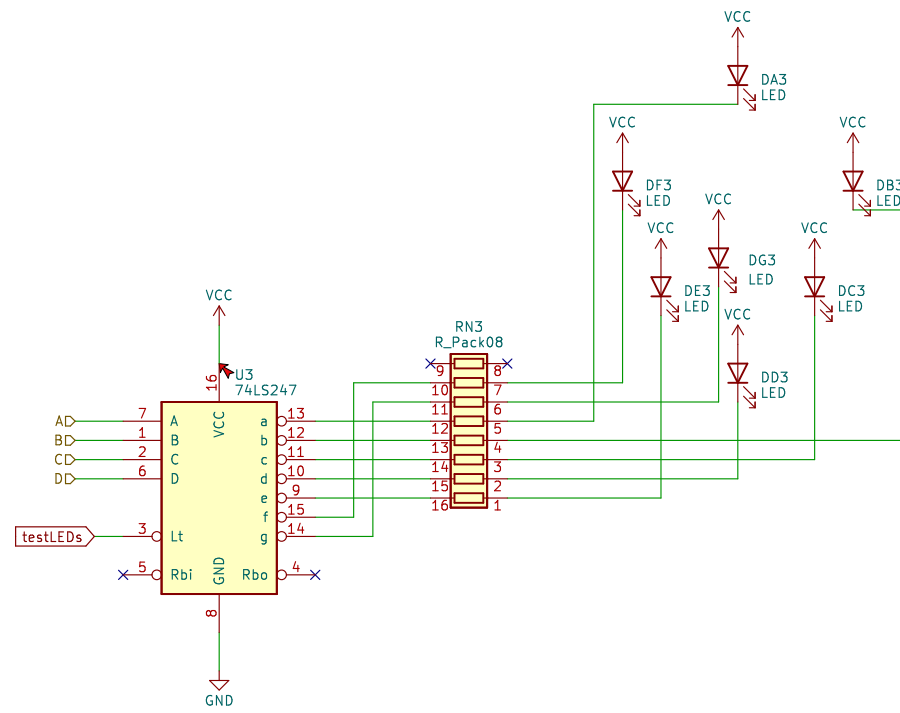 VCC
DA3
LED
VCC
VCC
DF3
LED
DB3
LED
VCC
DG3
LED
VCC
DE3
LED
VCC
DC3
LED
VCC
VCC
DD3
LED
RN3
R_Pack08
9 8
10 7
11 6
12 5
13 4
14 3
15 2
16 1
U3
74LS247
16
VCC
A 7 A a 13
B 1 B b 12
C 2 C c 11
D 6 D d 10
e 9
f 15
testLEDs 3 Lt g 14
5 Rbi GND Rbo 4
8
GND